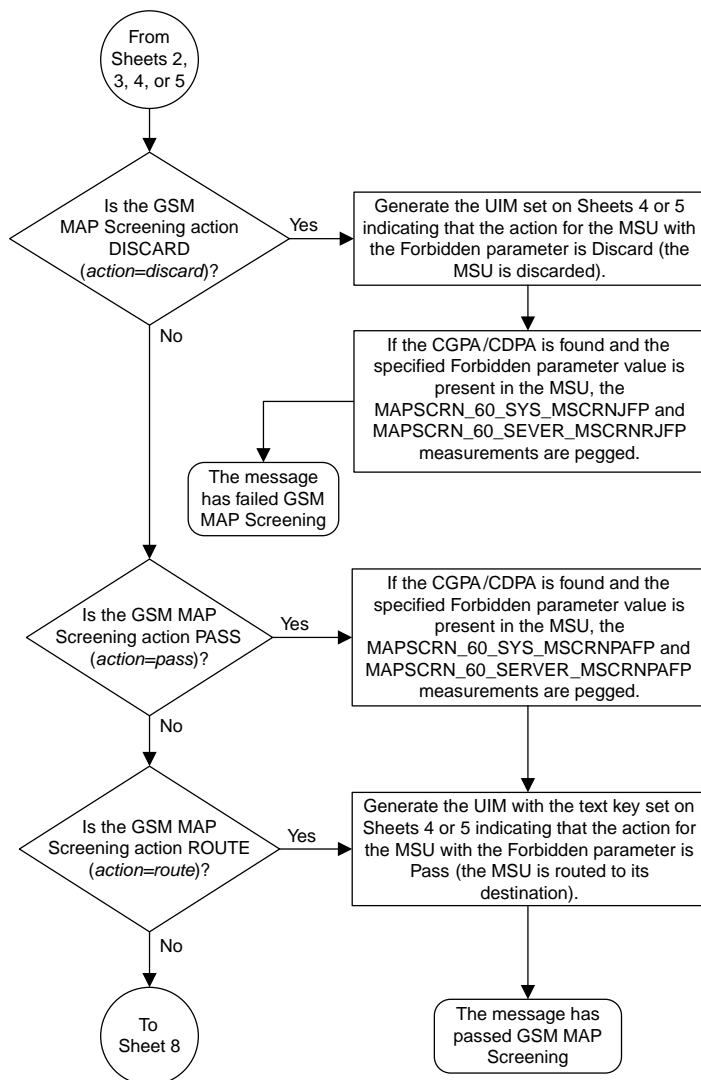 From
Sheets 2,
3, 4, or 5
Is the GSM
MAP Screening action
DISCARD
(action=discard)?
Yes
Generate the UIM set on Sheets 4 or 5
indicating that the action for the MSU with
the Forbidden parameter is Discard (the
MSU is discarded).
No
If the CGPA/CDPA is found and the
specified Forbidden parameter value is
present in the MSU, the
MAPSCRN_60_SYS_MSCRNJFP and
MAPSCRN_60_SEVER_MSCRNRJFP
measurements are pegged.
The message
has failed GSM
MAP Screening
Is the GSM MAP
Screening action PASS
(action=pass)?
Yes
If the CGPA/CDPA is found and the
specified Forbidden parameter value is
present in the MSU, the
MAPSCRN_60_SYS_MSCRNPAFP and
MAPSCRN_60_SERVER_MSCRNPAFP
measurements are pegged.
No
Is the GSM MAP
Screening action ROUTE
(action=route)?
Yes
Generate the UIM with the text key set on
Sheets 4 or 5 indicating that the action for
the MSU with the Forbidden parameter is
Pass (the MSU is routed to its
destination).
No
To
Sheet 8
The message has
passed GSM MAP
Screening